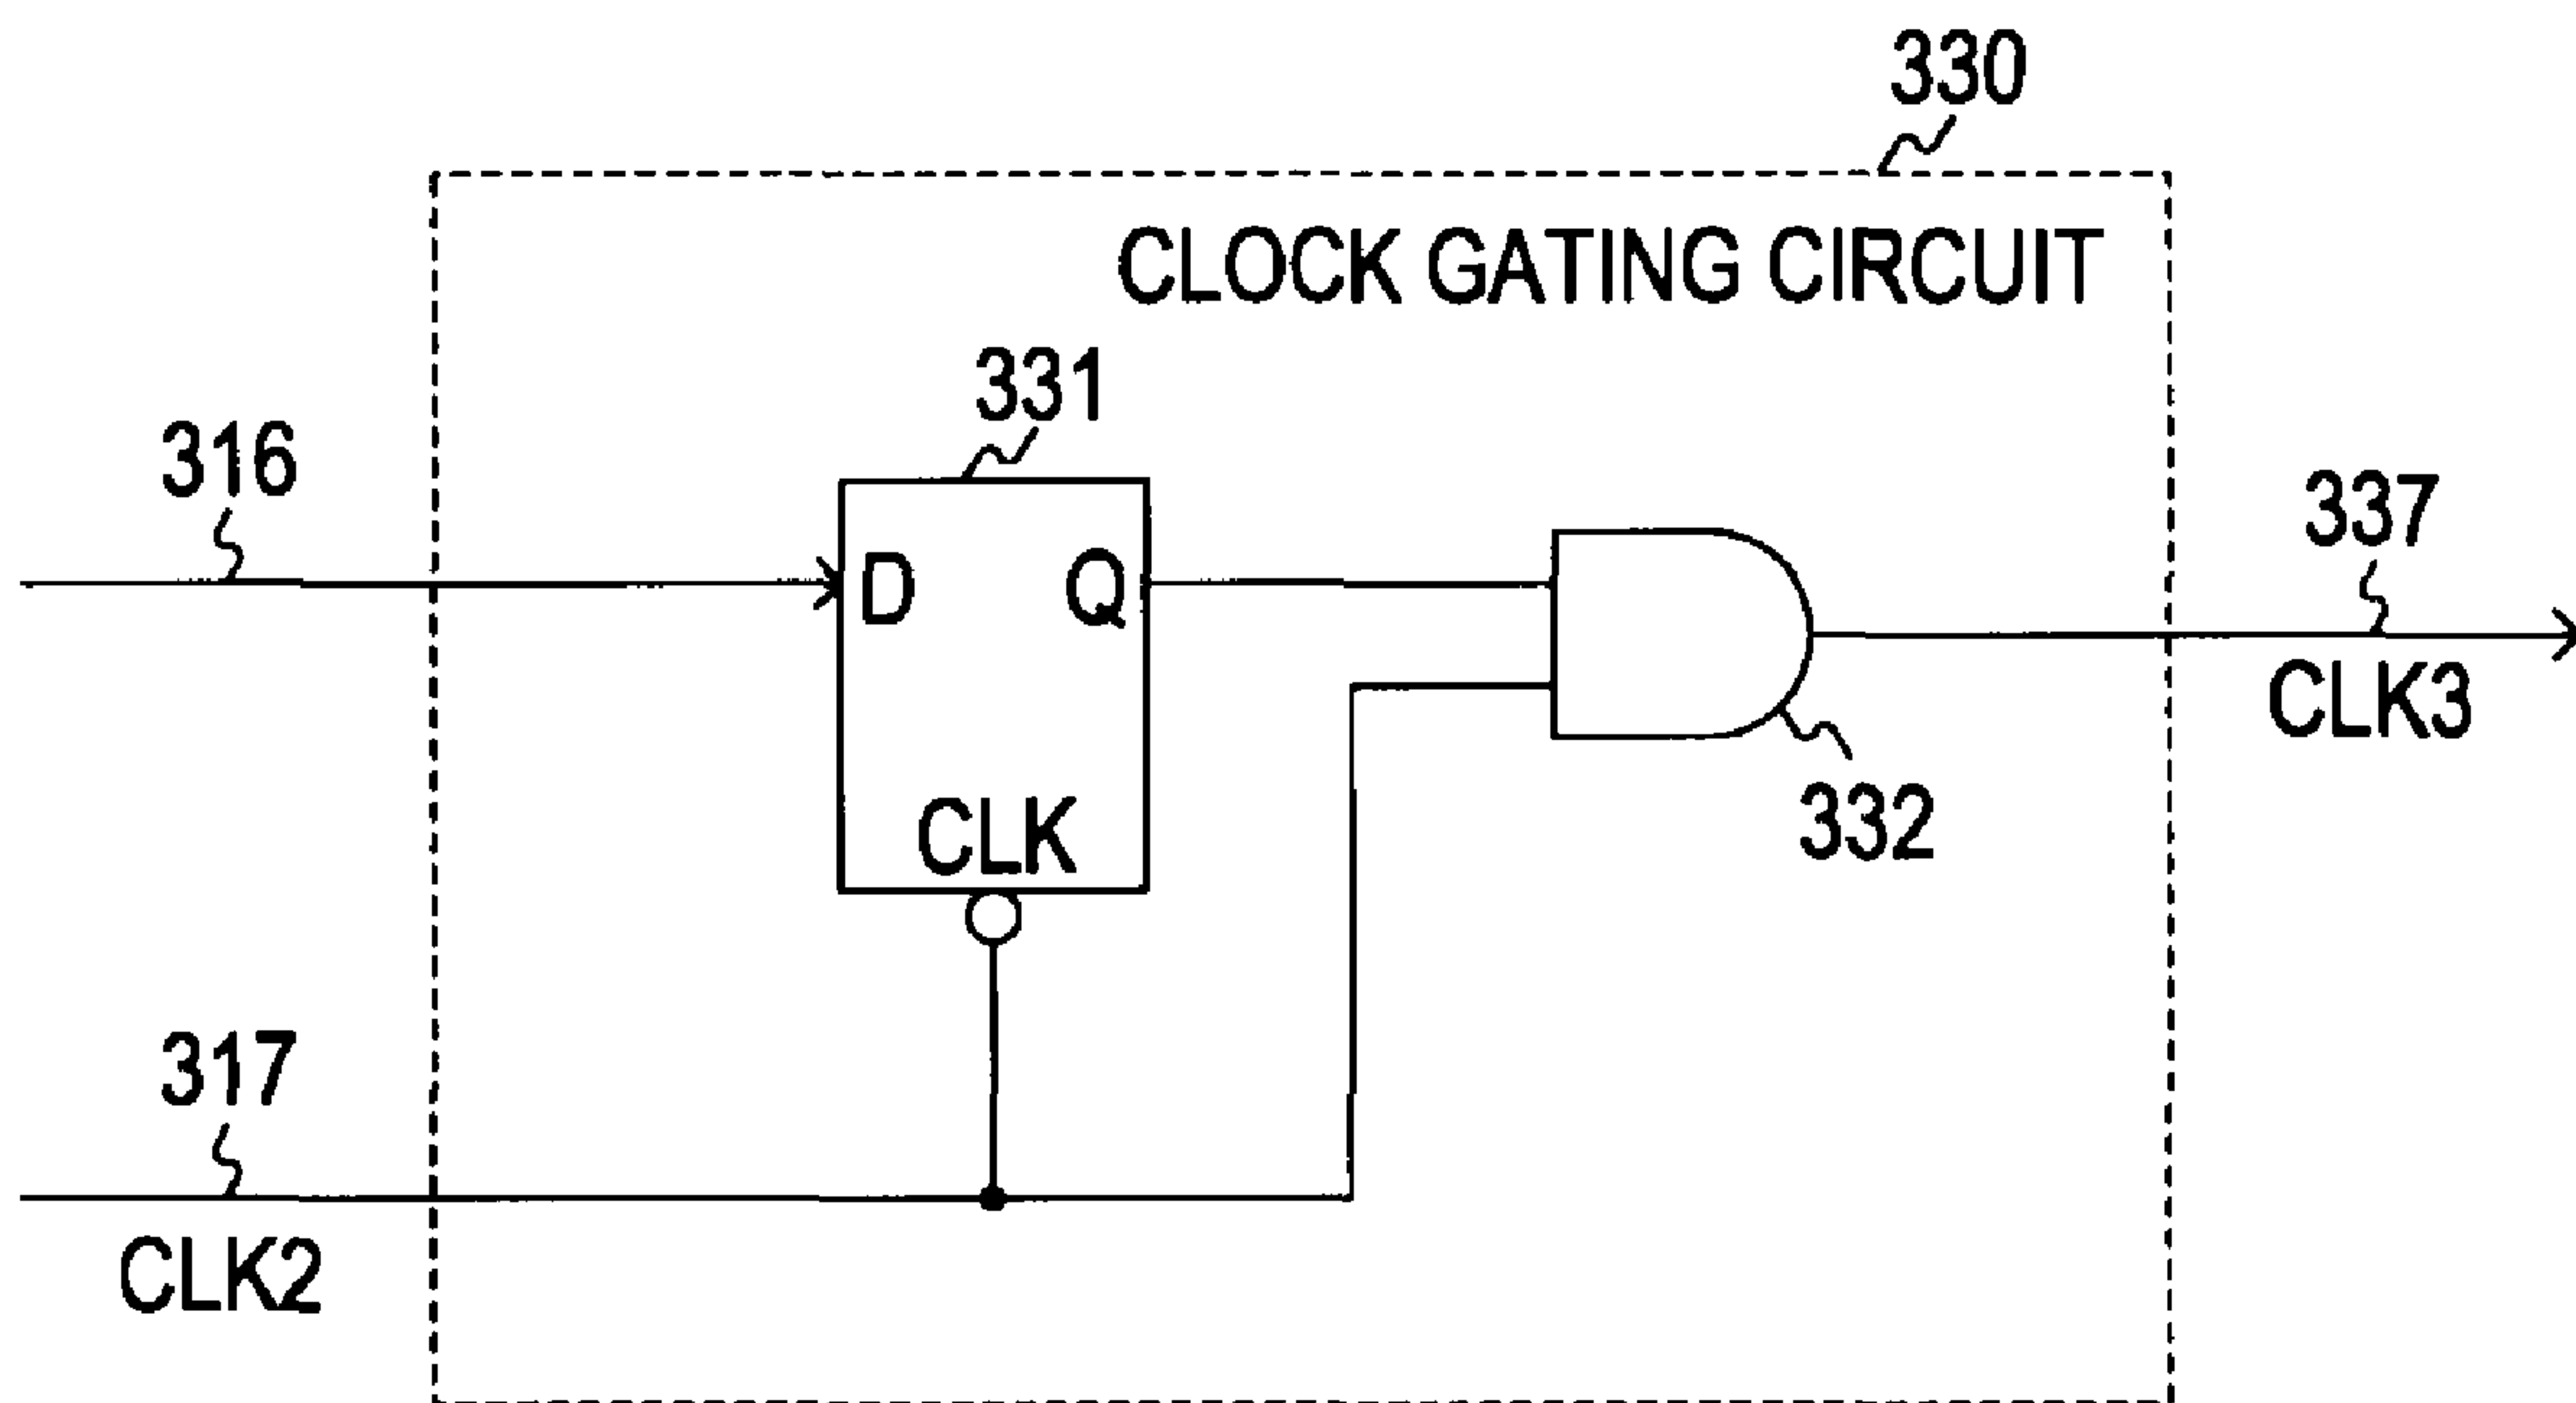 330
CLOCK GATING CIRCUIT
331
316
337
D
Q
CLK3
CLK
332
317
CLK2